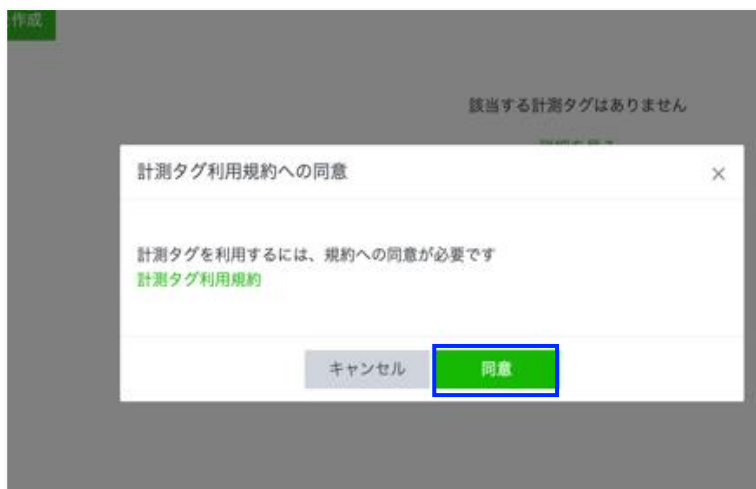 作成
該当する計測タグはありません
計測タグ利用規約への同意
×
計測タグを利用するには、規約への同意が必要です
計測タグ利用規約
キャンセル
同意